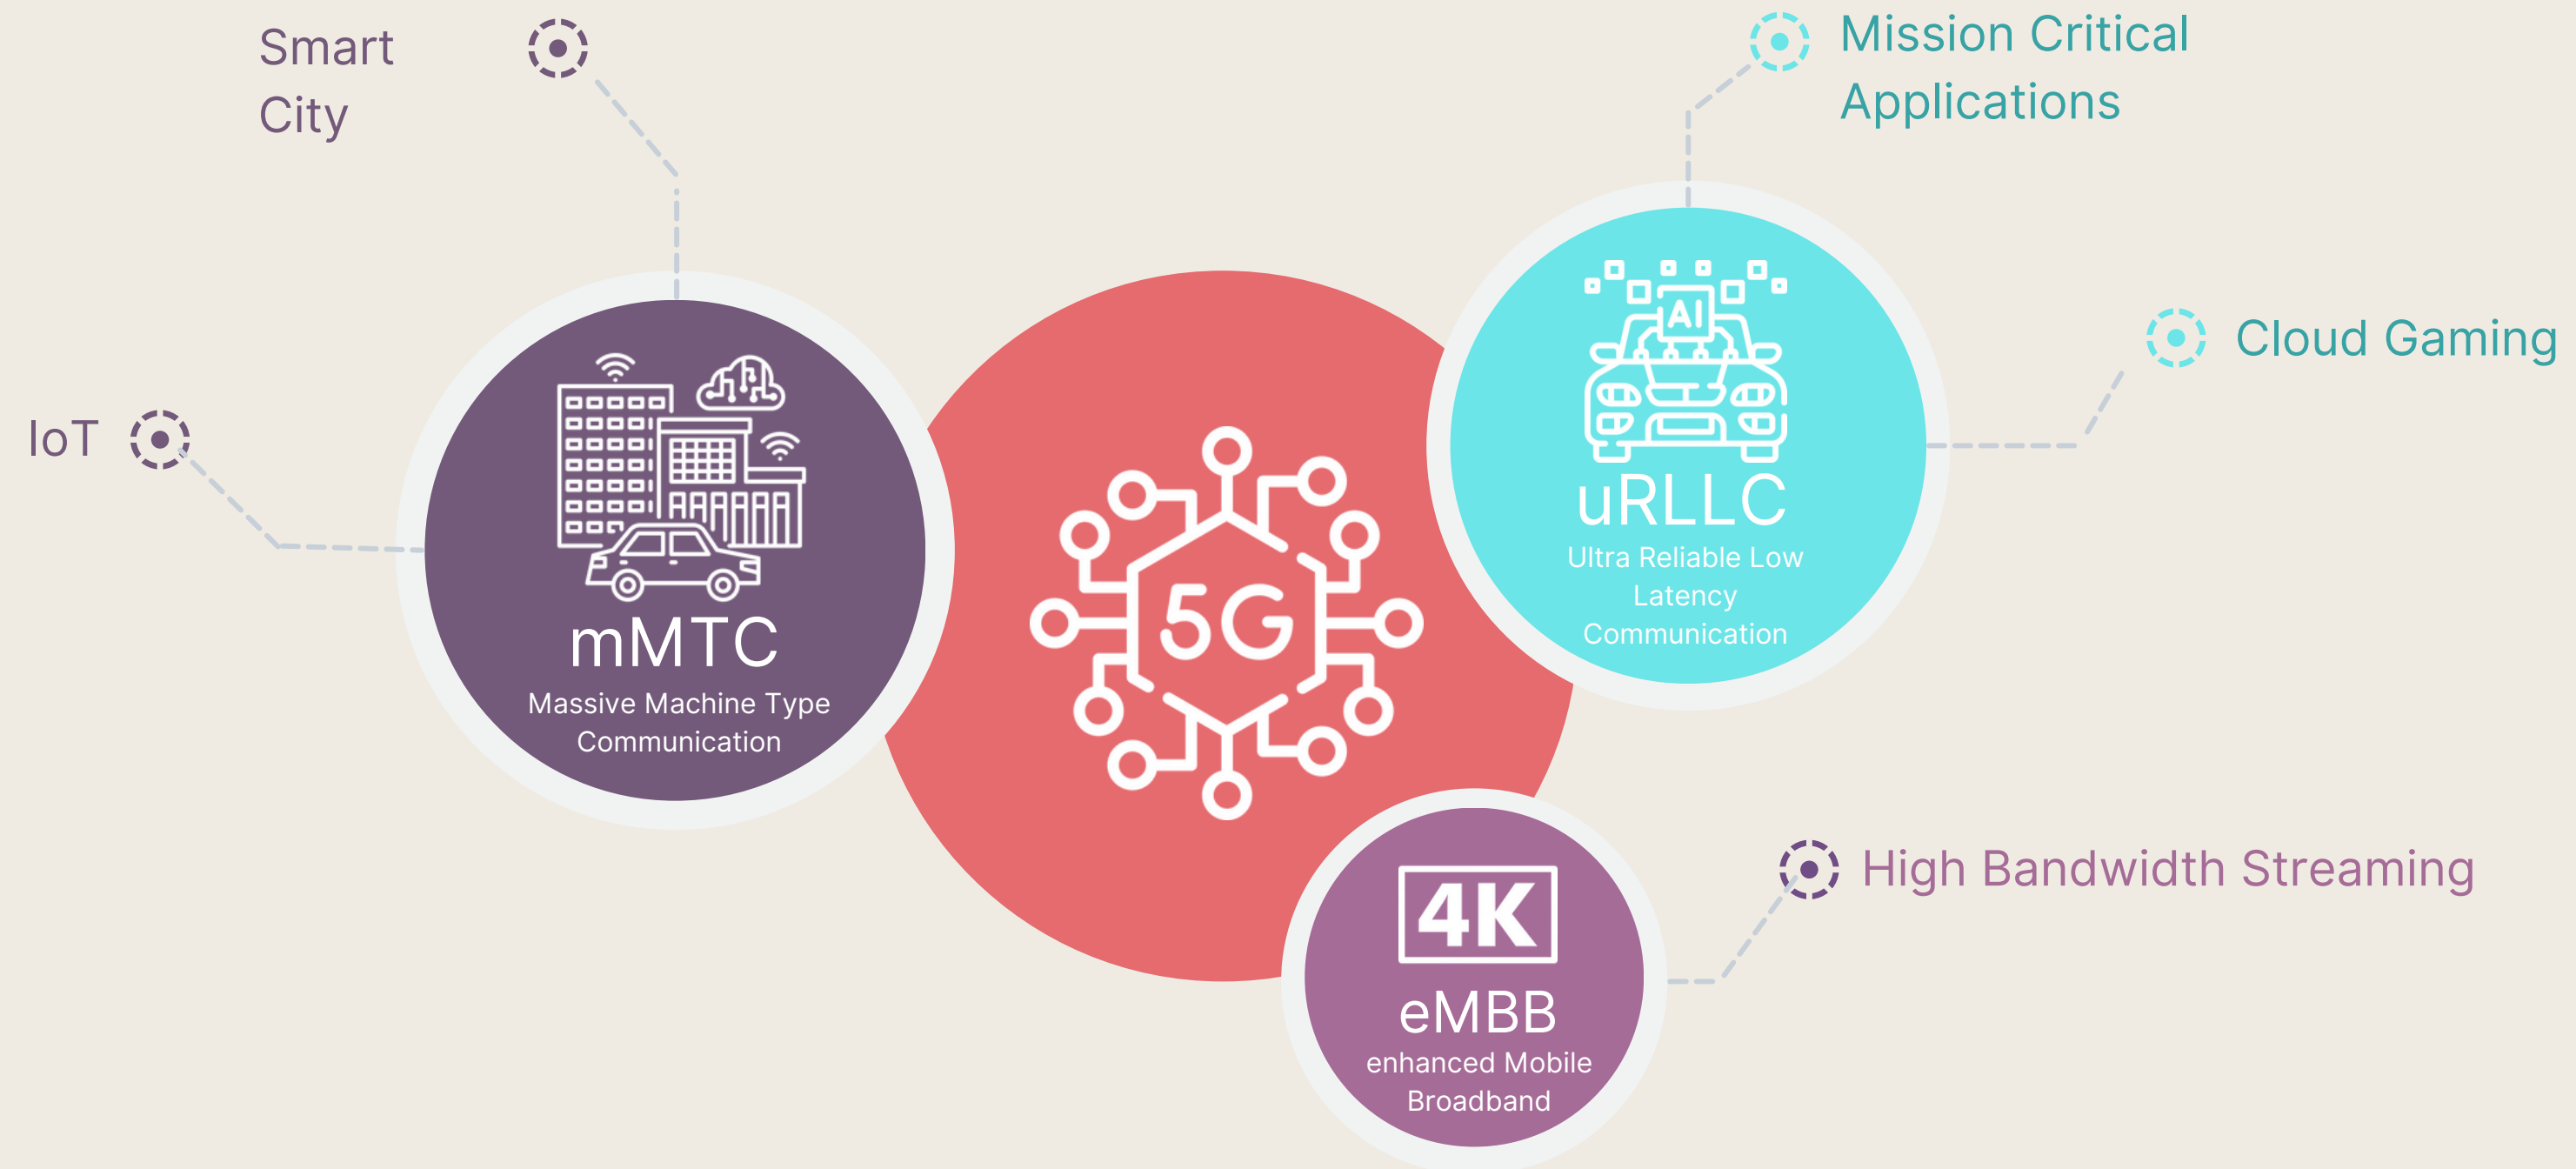 Smart
City
IoT
mMTC
Massive Machine Type
Communication
5G
AI
uRLLC
Ultra Reliable Low
Latency
Communication
Mission Critical
Applications
Cloud Gaming
4K
eMBB
enhanced Mobile
Broadband
High Bandwidth Streaming